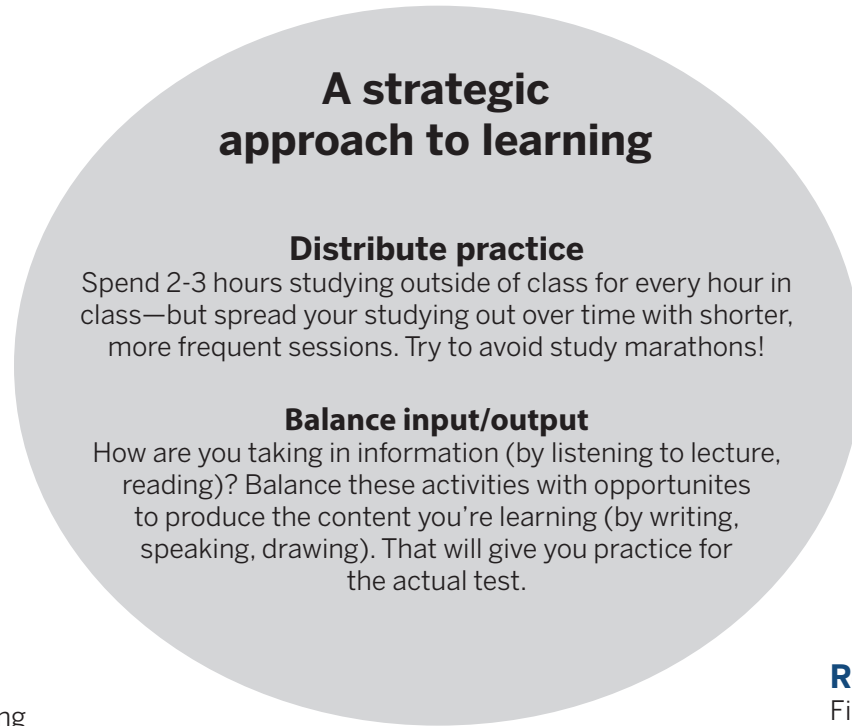 A strategic
approach to learning
Distribute practice
Spend 2-3 hours studying outside of class for every hour in
class—but spread your studying out over time with shorter,
more frequent sessions. Try to avoid study marathons!
Balance input/output
How are you taking in information (by listening to lecture,
reading)? Balance these activities with opportunites
to produce the content you’re learning (by writing,
speaking, drawing). That will give you practice for
the actual test.